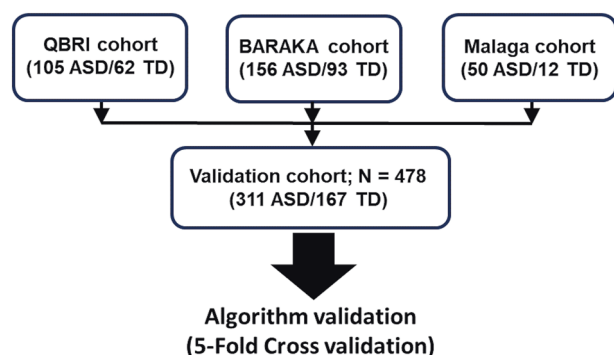 QBRI cohort
(105 ASD/62 TD)
BARAKA cohort
(156 ASD/93 TD)
Malaga cohort
(50 ASD/12 TD)
Validation cohort; N = 478
(311 ASD/167 TD)
Algorithm validation
(5-Fold Cross validation)